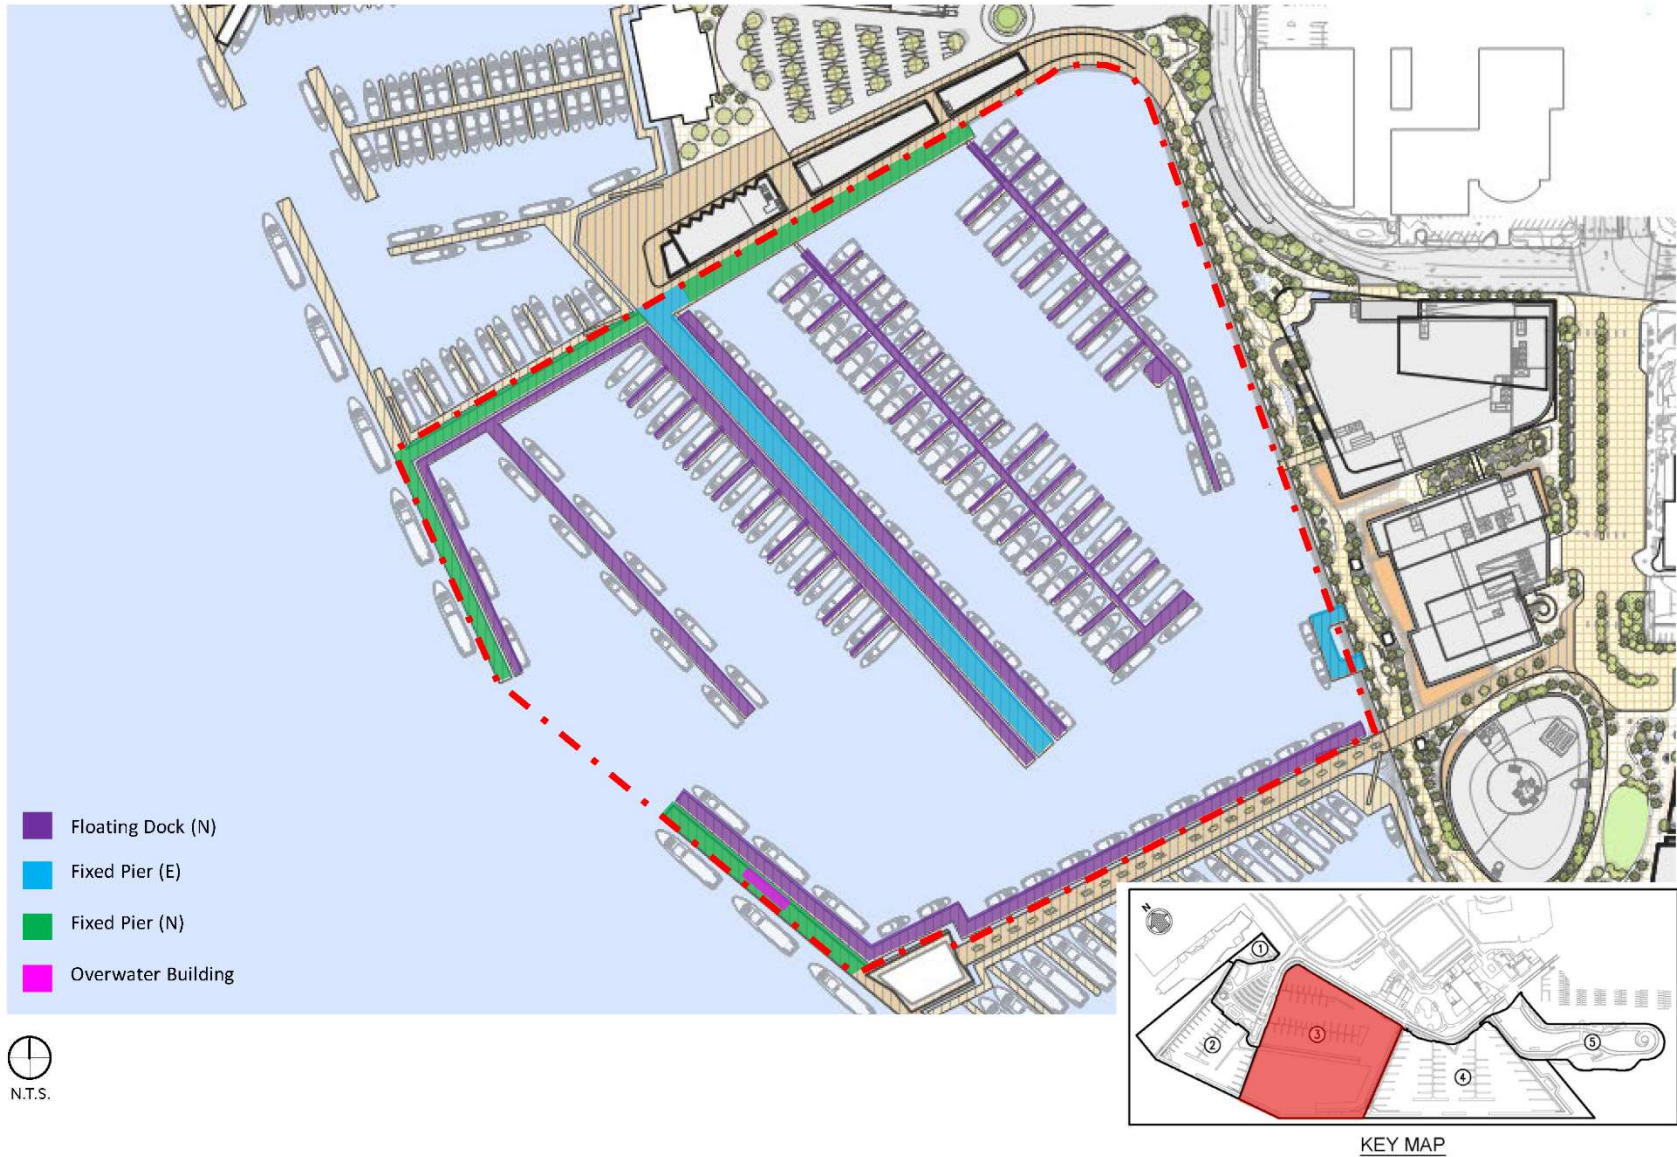 Floating Dock (N)
Fixed Pier (E)
Fixed Pier (N)
Overwater Building
N.T.S.
N
1
2
3
4
5
KEY MAP